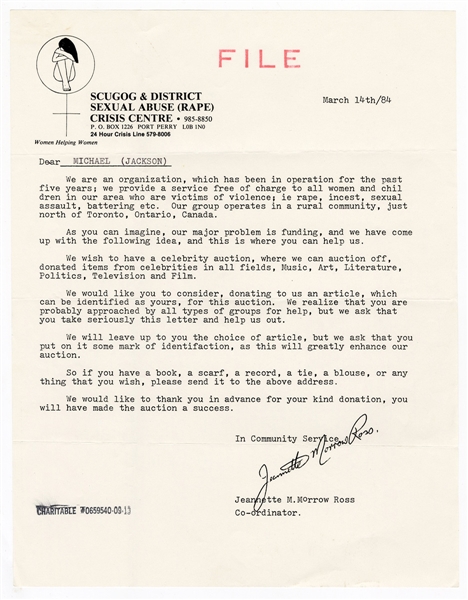 FILE
SCUGOG & DISTRICT
SEXUAL ABUSE (RAPE)
CRISIS CENTRE • 985-8850
P. O. BOX 1226 PORT PERRY L0B 1N0
24 Hour Crisis Line 579-8006
Women Helping Women
March 14th/84
Dear MICHAEL (JACKSON)
We are an organization, which has been in operation for the past
five years; we provide a service free of charge to all women and chil
dren in our area who are victims of violence; ie rape, incest, sexual
assault, battering etc. Our group operates in a rural community, just
north of Toronto, Ontario, Canada.
As you can imagine, our major problem is funding, and we have
come up with the following idea, and this is where you can help us.
We wish to have a celebrity auction, where we can auction off,
donated items from celebrities in all fields, Music, Art, Literature,
Politics, Television and Film.
We would like you to consider, donating to us an article, which
can be identified as yours, for this auction. We realize that you are
probably approached by all types of groups for help, but we ask that
you take seriously this letter and help us out.
We will leave up to you the choice of article, but we ask that you
put on it some mark of identifaction, as this will greatly enhance our
auction.
So if you have a book, a scarf, a record, a tie, a blouse, or any
thing that you wish, please send it to the above address.
We would like to thank you in advance for your kind donation, you
will have made the auction a success.
In Community Service
Jeannette Morrow Ross.
Jeannette M.Morrow Ross
Co-ordinator.
CHARITABLE #0659540-09-13